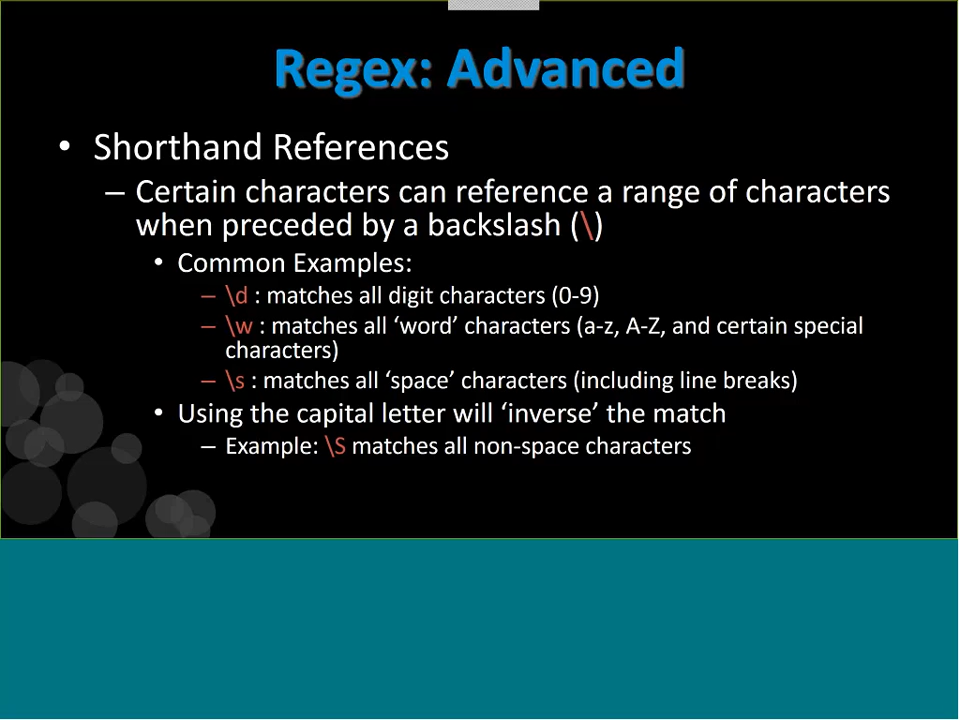 Regex: Advanced
• Shorthand References
– Certain characters can reference a range of characters
when preceded by a backslash (\)
• Common Examples:
– \d : matches all digit characters (0-9)
– \w : matches all ‘word’ characters (a-z, A-Z, and certain special
characters)
– \s : matches all ‘space’ characters (including line breaks)
• Using the capital letter will ‘inverse’ the match
– Example: \S matches all non-space characters